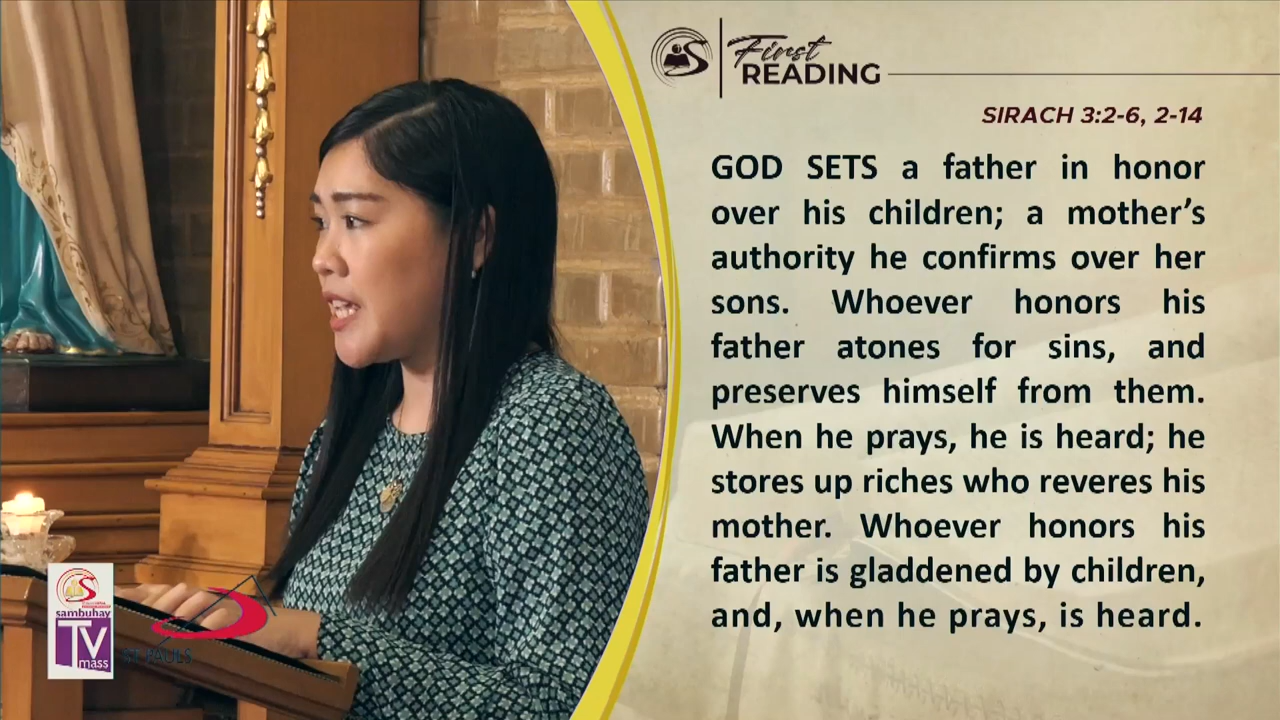 First
READING
SIRACH 3:2-6, 2-14
GOD SETS a father in honor
over his children; a mother's
authority he confirms over her
sons. Whoever honors his
father atones for sins, and
preserves himself from them.
When he prays, he is heard; he
stores up riches who reveres his
mother. Whoever honors his
father is gladdened by children,
and, when he prays, is heard.
sambuhay
TV
mass
ST PAULS